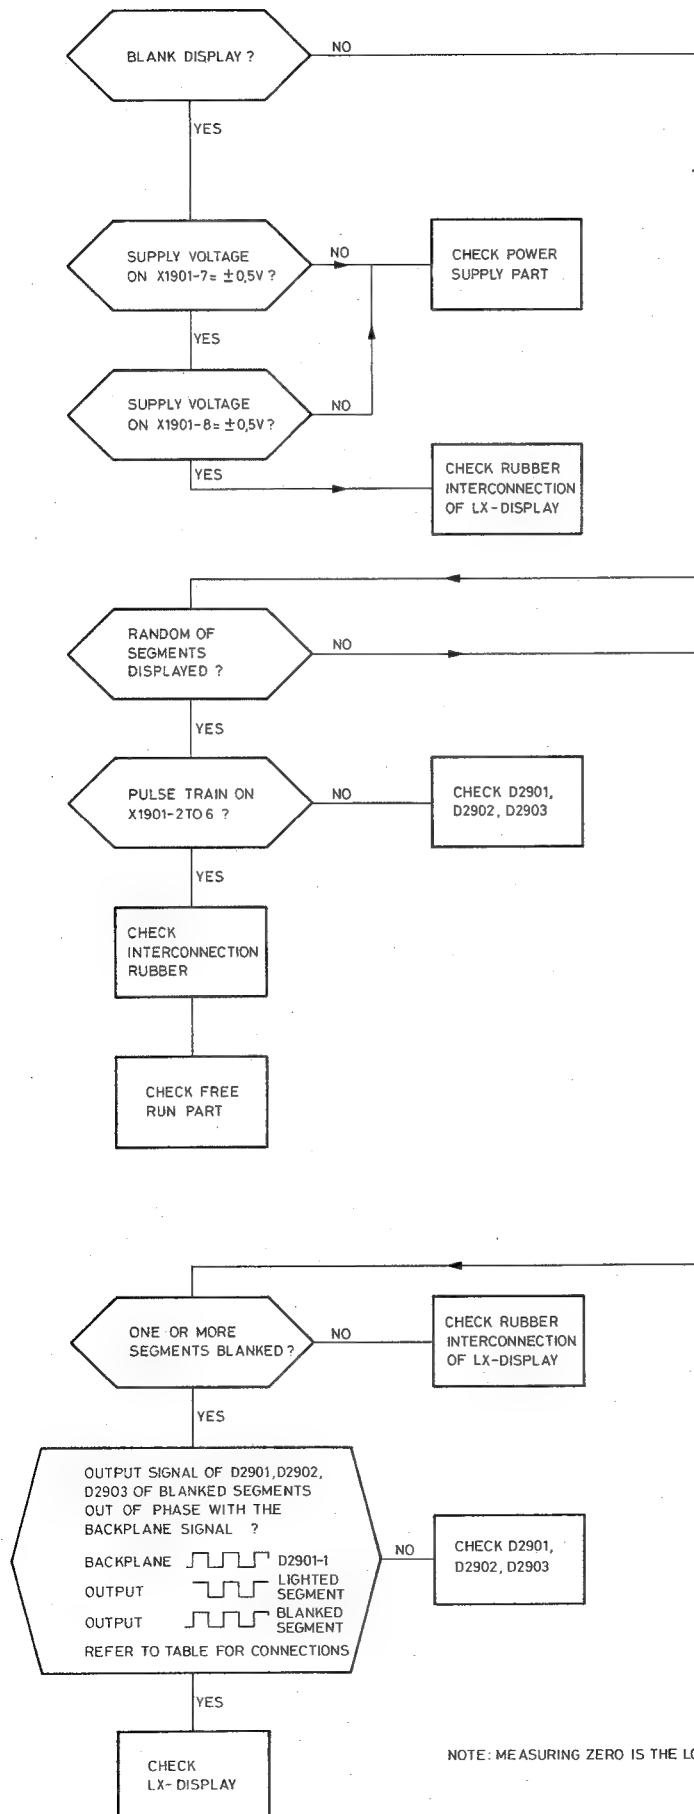 BLANK DISPLAY ?
NO
YES
SUPPLY VOLTAGE
ON X1901-7= ±0,5V ?
NO
CHECK POWER
SUPPLY PART
YES
SUPPLY VOLTAGE
ON X1901-8= ±0,5V ?
NO
YES
CHECK RUBBER
INTERCONNECTION
OF LX-DISPLAY
RANDOM OF
SEGMENTS
DISPLAYED ?
NO
YES
PULSE TRAIN ON
X1901-2 TO 6 ?
NO
CHECK D2901,
D2902, D2903
YES
CHECK
INTERCONNECTION
RUBBER
CHECK FREE
RUN PART
ONE OR MORE
SEGMENTS BLANKED ?
NO
CHECK RUBBER
INTERCONNECTION
OF LX-DISPLAY
YES
OUTPUT SIGNAL OF D2901, D2902,
D2903 OF BLANKED SEGMENTS
OUT OF PHASE WITH THE
BACKPLANE SIGNAL ?
BACKPLANE D2901-1
OUTPUT LIGHTED
SEGMENT
OUTPUT BLANKED
SEGMENT
REFER TO TABLE FOR CONNECTIONS
NO
CHECK D2901,
D2902, D2903
YES
CHECK
LX-DISPLAY
NOTE: MEASURING ZERO IS THE